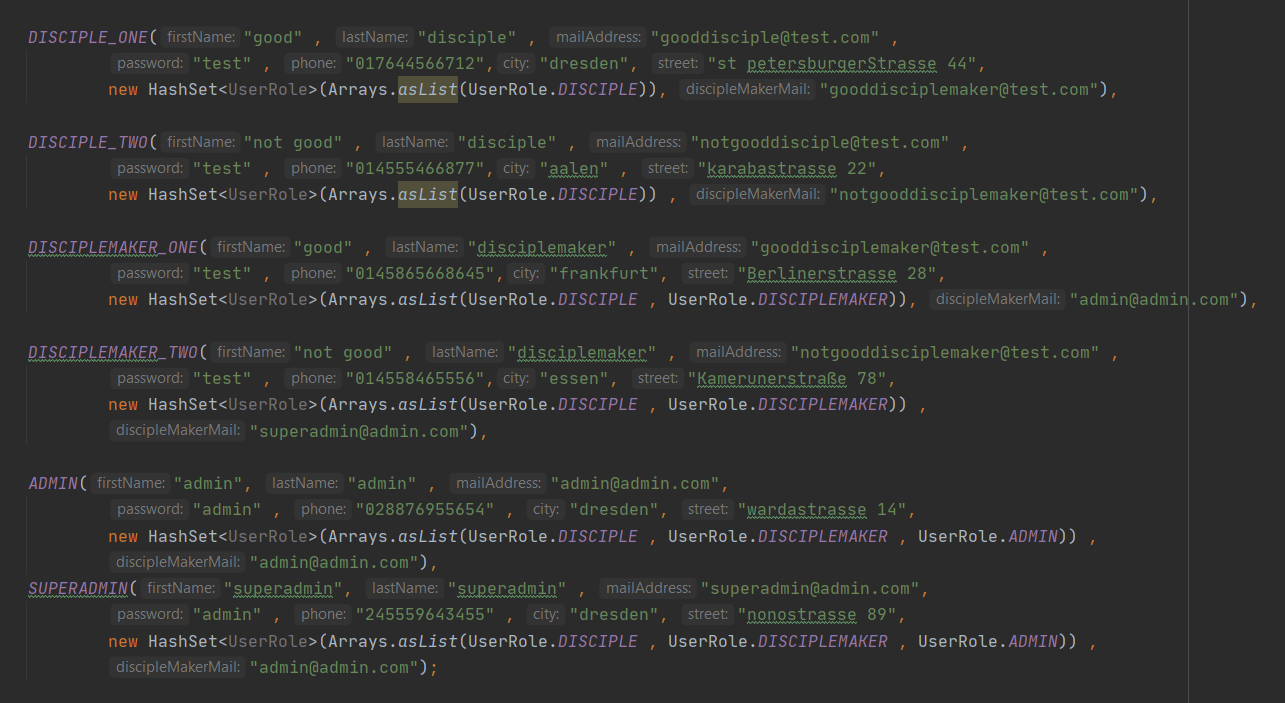 DISCIPLE_ONE( firstName: "good" , lastName: "disciple" , mailAddress: "gooddisciple@test.com" ,
password: "test" , phone: "017644566712", city: "dresden", street: "st petersburgerStrasse 44",
new HashSet<UserRole>(Arrays.asList(UserRole.DISCIPLE)), discipleMakerMail: "gooddisciplemaker@test.com"),
DISCIPLE_TWO( firstName: "not good" , lastName: "disciple" , mailAddress: "notgooddisciple@test.com" ,
password: "test" , phone: "014555466877", city: "aalen" , street: "karabastrasse 22",
new HashSet<UserRole>(Arrays.asList(UserRole.DISCIPLE)) , discipleMakerMail: "notgooddisciplemaker@test.com"),
DISCIPLEMAKER_ONE( firstName: "good" , lastName: "disciplemaker" , mailAddress: "gooddisciplemaker@test.com" ,
password: "test" , phone: "0145865668645", city: "frankfurt", street: "Berlinerstrasse 28",
new HashSet<UserRole>(Arrays.asList(UserRole.DISCIPLE , UserRole.DISCIPLEMAKER)), discipleMakerMail: "admin@admin.com"),
DISCIPLEMAKER_TWO( firstName: "not good" , lastName: "disciplemaker" , mailAddress: "notgooddisciplemaker@test.com" ,
password: "test" , phone: "014558465556", city: "essen", street: "Kamerunerstraße 78",
new HashSet<UserRole>(Arrays.asList(UserRole.DISCIPLE , UserRole.DISCIPLEMAKER)) ,
discipleMakerMail: "superadmin@admin.com"),
ADMIN( firstName: "admin", lastName: "admin" , mailAddress: "admin@admin.com",
password: "admin" , phone: "028876955654" , city: "dresden", street: "wardastrasse 14",
new HashSet<UserRole>(Arrays.asList(UserRole.DISCIPLE , UserRole.DISCIPLEMAKER , UserRole.ADMIN)) ,
discipleMakerMail: "admin@admin.com"),
SUPERADMIN( firstName: "superadmin", lastName: "superadmin" , mailAddress: "superadmin@admin.com",
password: "admin" , phone: "245559643455" , city: "dresden", street: "nonostrasse 89",
new HashSet<UserRole>(Arrays.asList(UserRole.DISCIPLE , UserRole.DISCIPLEMAKER , UserRole.ADMIN)) ,
discipleMakerMail: "admin@admin.com");